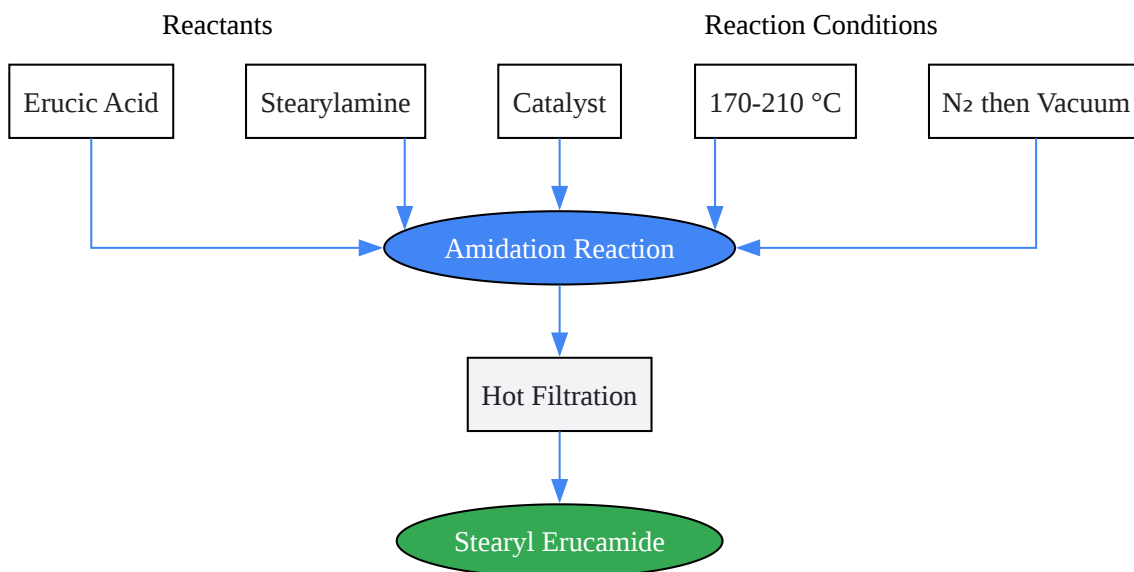 Reactants
Reaction Conditions
Erucic Acid
Stearylamine
Catalyst
170-210 °C
N₂ then Vacuum
Amidation Reaction
Hot Filtration
Stearyl Erucamide